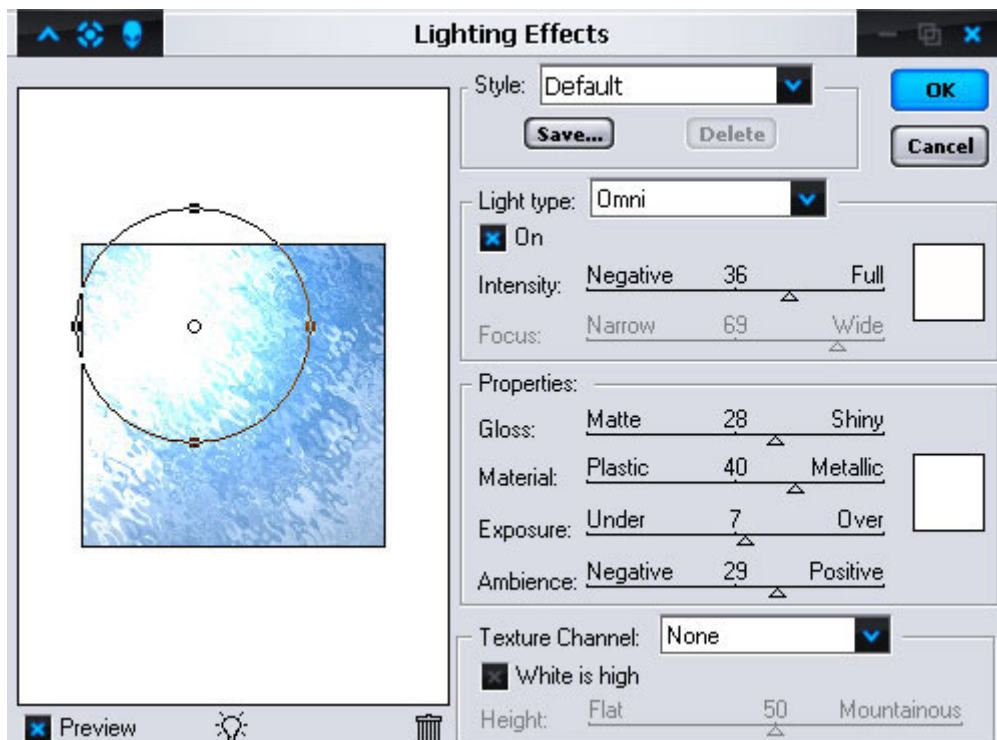 Lighting Effects
Style: Default
OK
Save... Delete
Cancel
Light type: Omni
On
Intensity: Negative 36 Full
Focus: Narrow 69 Wide
Properties:
Gloss: Matte 28 Shiny
Material: Plastic 40 Metallic
Exposure: Under 7 Over
Ambience: Negative 29 Positive
Texture Channel: None
White is high
Height: Flat 50 Mountainous
Preview